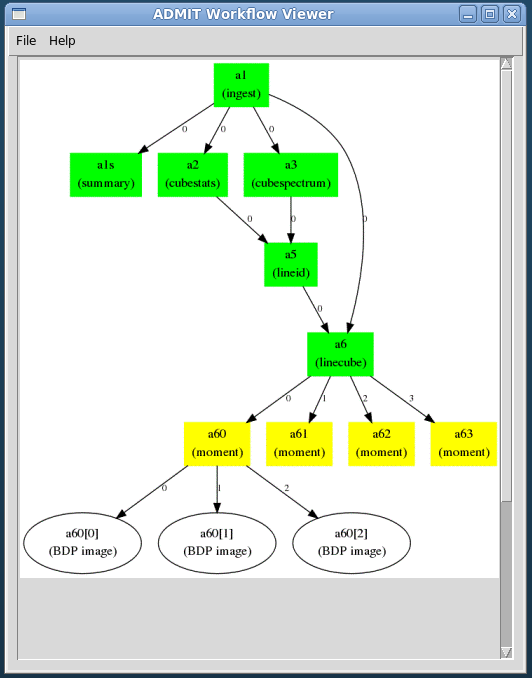 ADMIT Workflow Viewer
File Help
a1
(ingest)
0 0 0
a1s
(summary)
a2
(cubestats)
a3
(cubespectrum)
0 0 0
a5
(lineid)
0
a6
(linecube)
0 1 2 3
a60
(moment)
a61
(moment)
a62
(moment)
a63
(moment)
0 1 2
a60[0]
(BDP image)
a60[1]
(BDP image)
a60[2]
(BDP image)